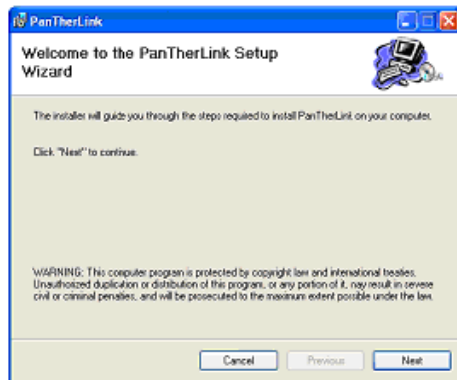 PanTherLink
Welcome to the PanTherLink Setup
Wizard
The installer will guide you through the steps required to install PanTherLink on your computer.
Click "Next" to continue.
WARNING: This computer program is protected by copyright law and international treaties.
Unauthorized duplication or distribution of this program, or any portion of it, may result in severe
civil or criminal penalties, and will be prosecuted to the maximum extent possible under the law.
Cancel
Previous
Next